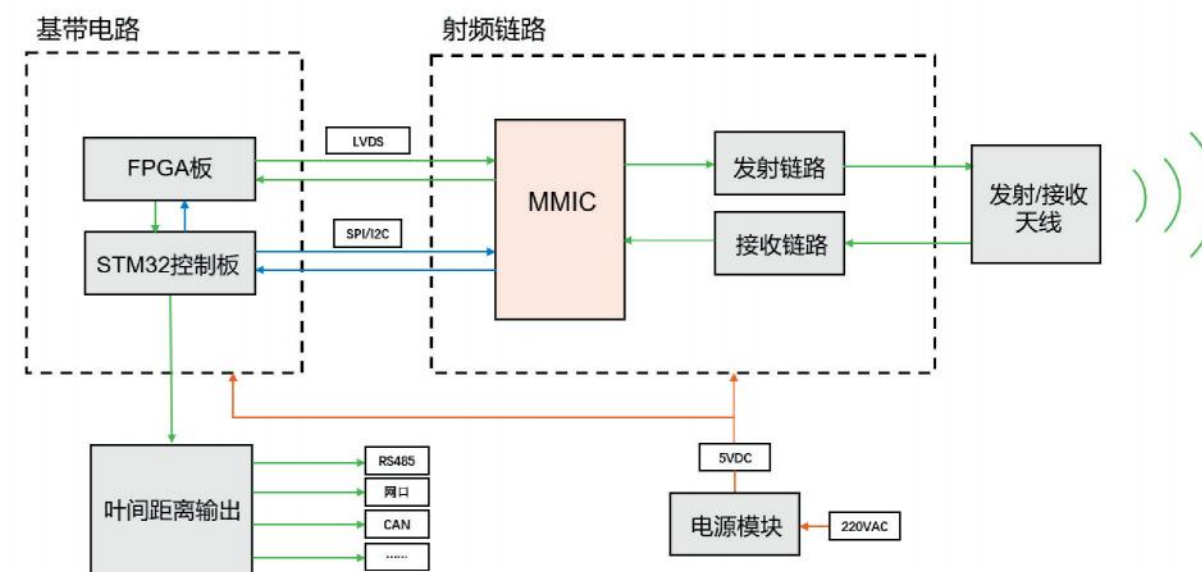 基带电路
射频链路
LVDS
FPGA板
MMIC
发射链路
发射/接收
天线
接收链路
SPI/I2C
STM32控制板
叶间距离输出
RS485
网口
CAN
……
5VDC
电源模块
220VAC